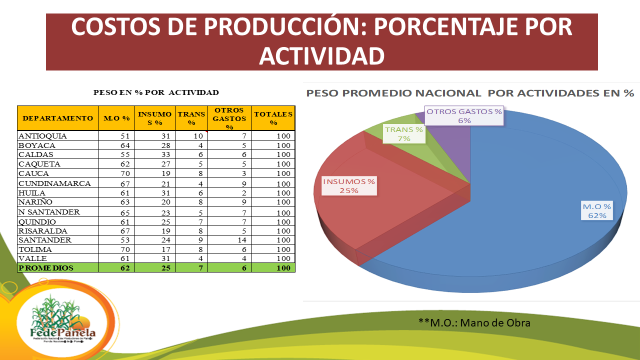 COSTOS DE PRODUCCIÓN: PORCENTAJE POR
ACTIVIDAD
PESO EN % POR ACTIVIDAD
DEPARTAMENTO M.O % INSUMO S % TRANS % OTROS GASTOS % TOTALES %
ANTIOQUIA 51 31 10 7 100
BOYACA 64 28 4 5 100
CALDAS 55 33 6 6 100
CAQUETA 62 27 5 5 100
CAUCA 70 19 8 3 100
CUNDINAMARCA 67 21 4 9 100
HUILA 61 31 6 2 100
NARIÑO 63 20 8 9 100
N SANTANDER 65 23 5 7 100
QUINDIO 61 25 7 7 100
RISARALDA 67 19 8 5 100
SANTANDER 53 24 9 14 100
TOLIMA 70 17 8 6 100
VALLE 61 31 4 4 100
PROMEDIOS 62 25 7 6 100
PESO PROMEDIO NACIONAL POR ACTIVIDADES EN %
OTROS GASTOS %
6%
TRANS %
7%
INSUMOS %
25%
M.O %
62%
FedePanela
**M.O.: Mano de Obra